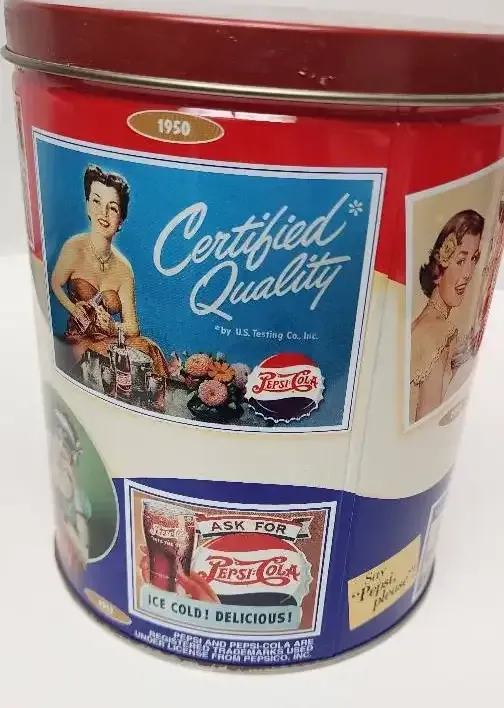 1950
Certified*
Quality
*by U.S. Testing Co., Inc.
PEPSI-COLA
ASK FOR
PEPSI-COLA
ICE COLD! DELICIOUS!
Say
"Pepsi,
please"
PEPSI AND PEPSI-COLA ARE
REGISTERED TRADEMARKS USED
UNDER LICENSE FROM PEPSICO, INC.